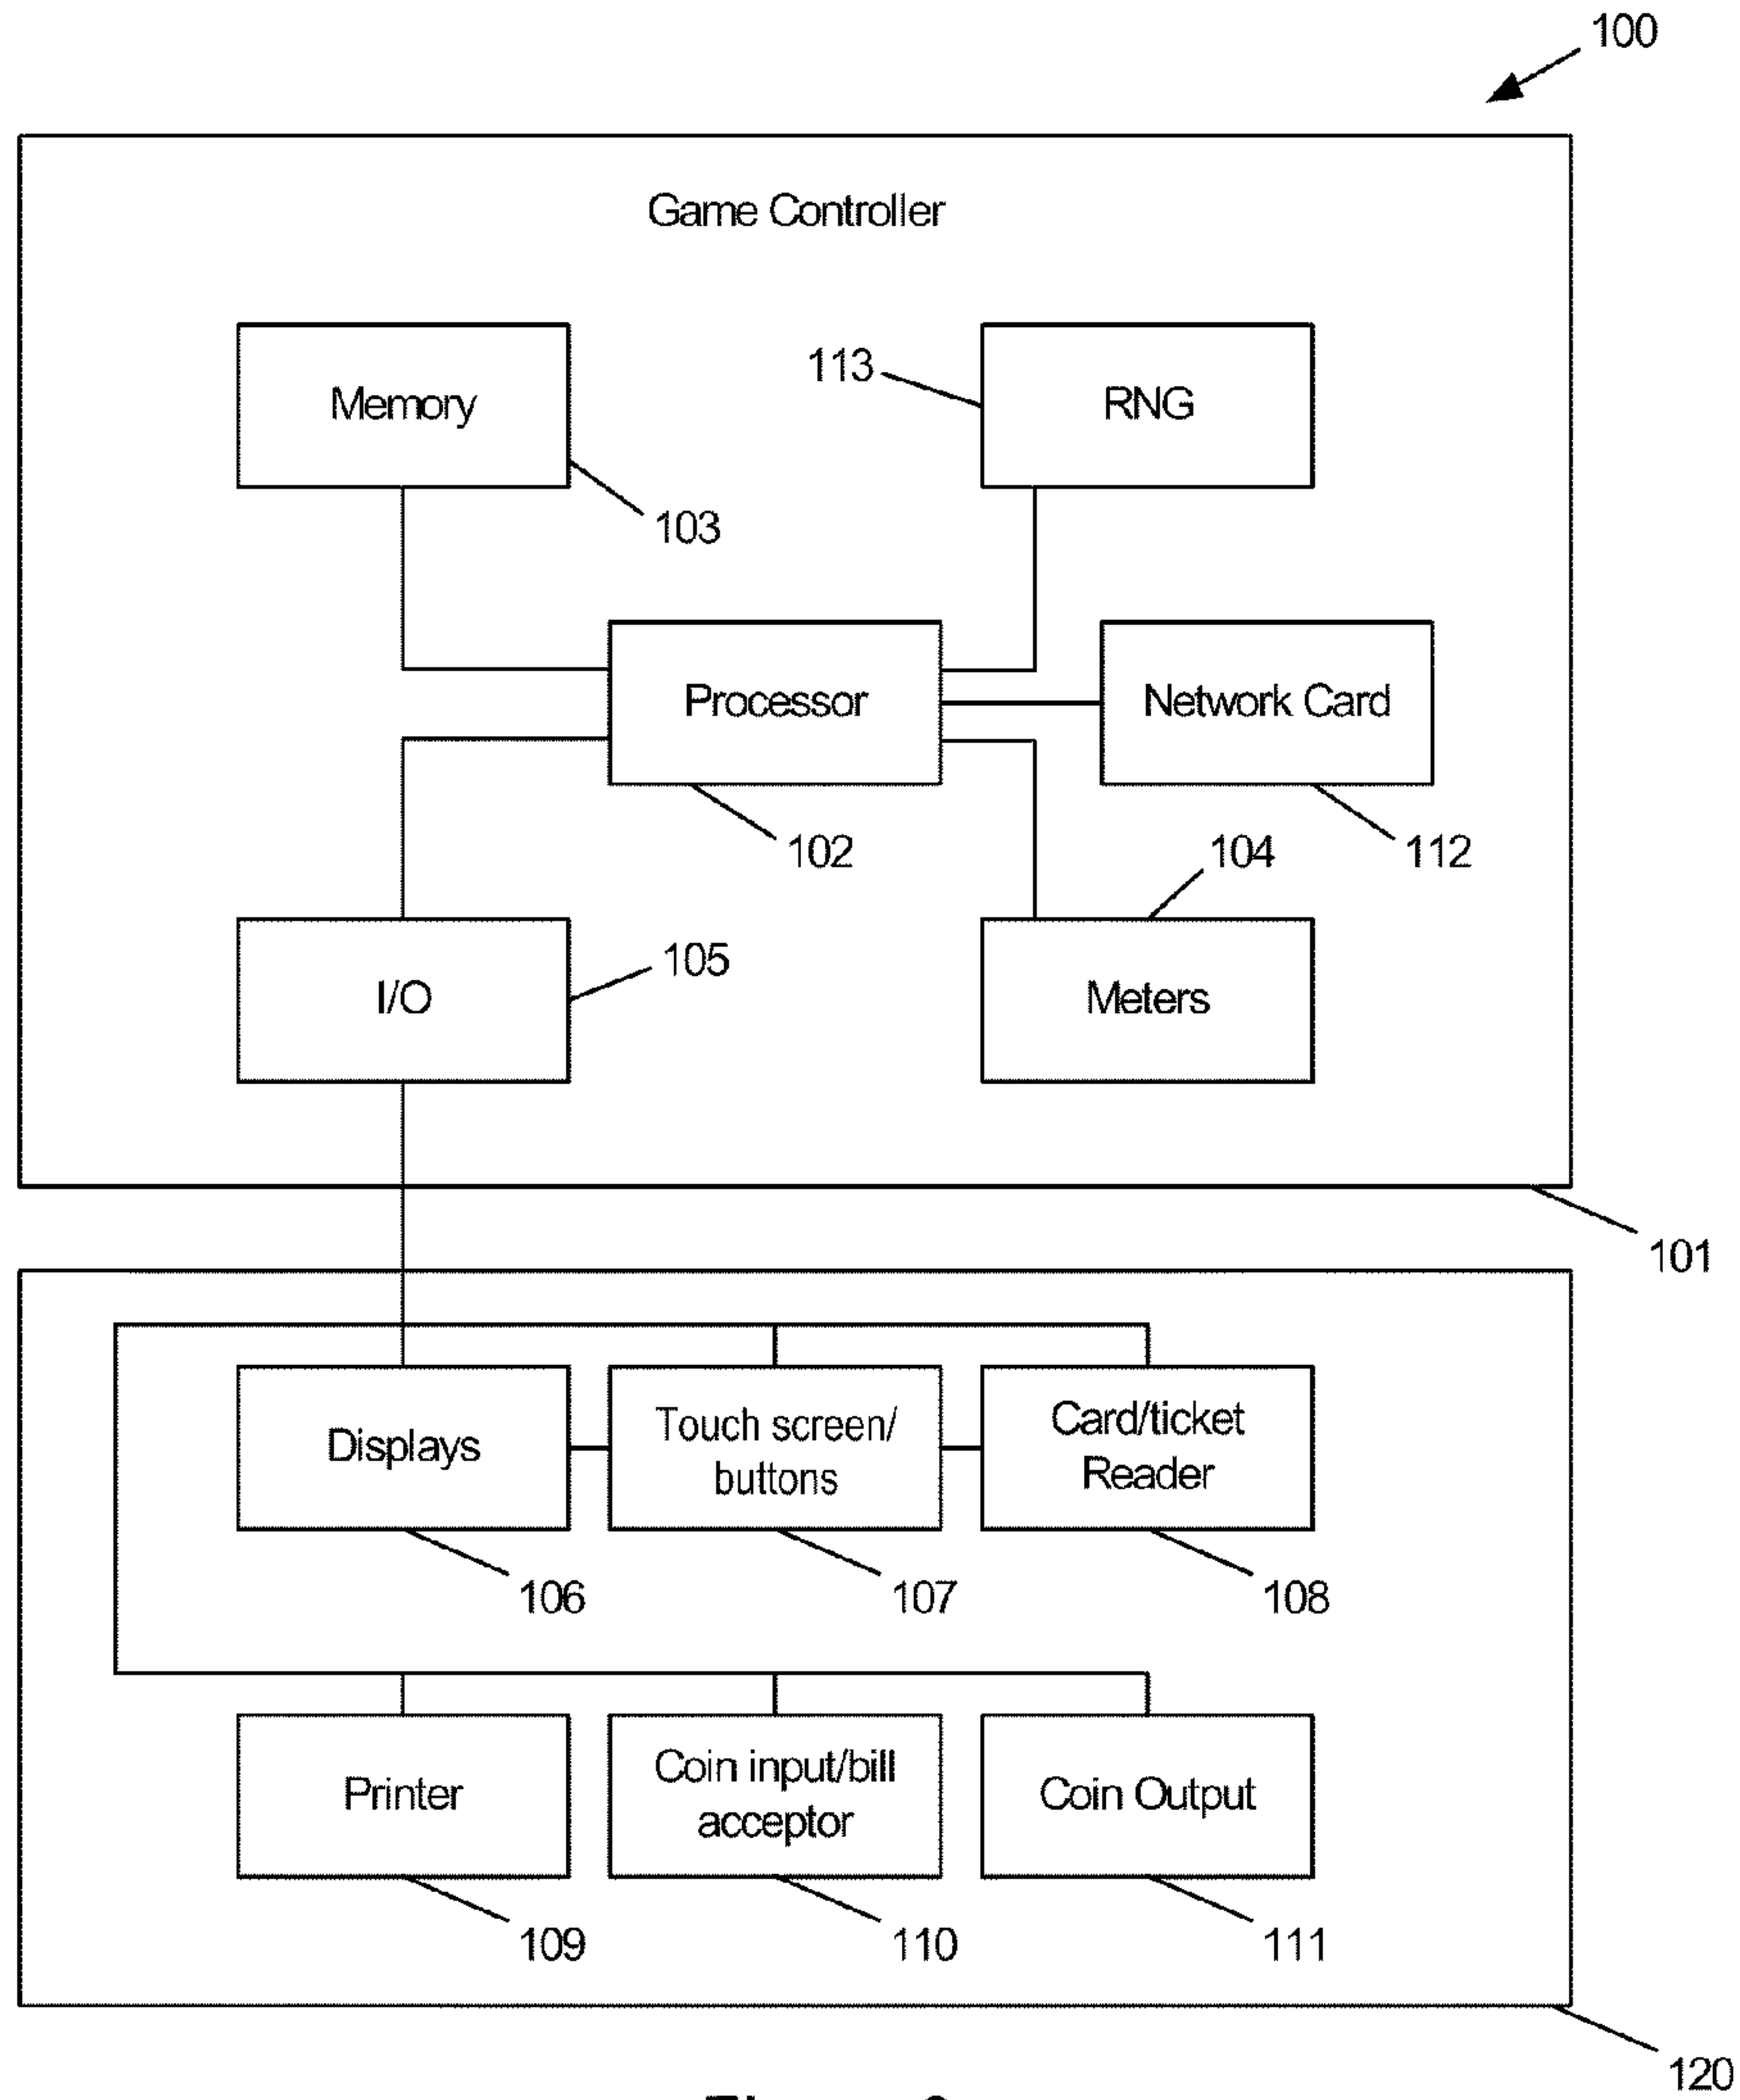 100
Game Controller
Memory
113
RNG
103
Processor
Network Card
102
104
112
I/O
105
Meters
101
Displays
Touch screen/
buttons
Card/ticket
Reader
106
107
108
Printer
Coin input/bill
acceptor
Coin Output
109
110
111
120